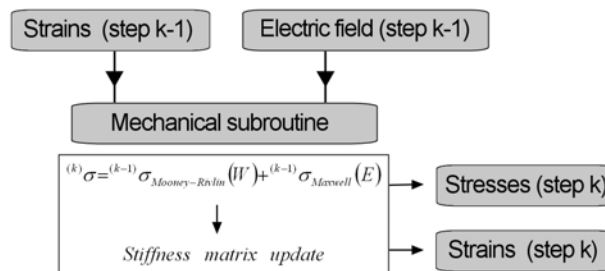 Strains (step k-1)
Electric field (step k-1)
Mechanical subroutine
(k)σ=(k-1)σMooney-Rivlin(W)+(k-1)σMaxwell(E)
Stresses (step k)
Stiffness matrix update
Strains (step k)